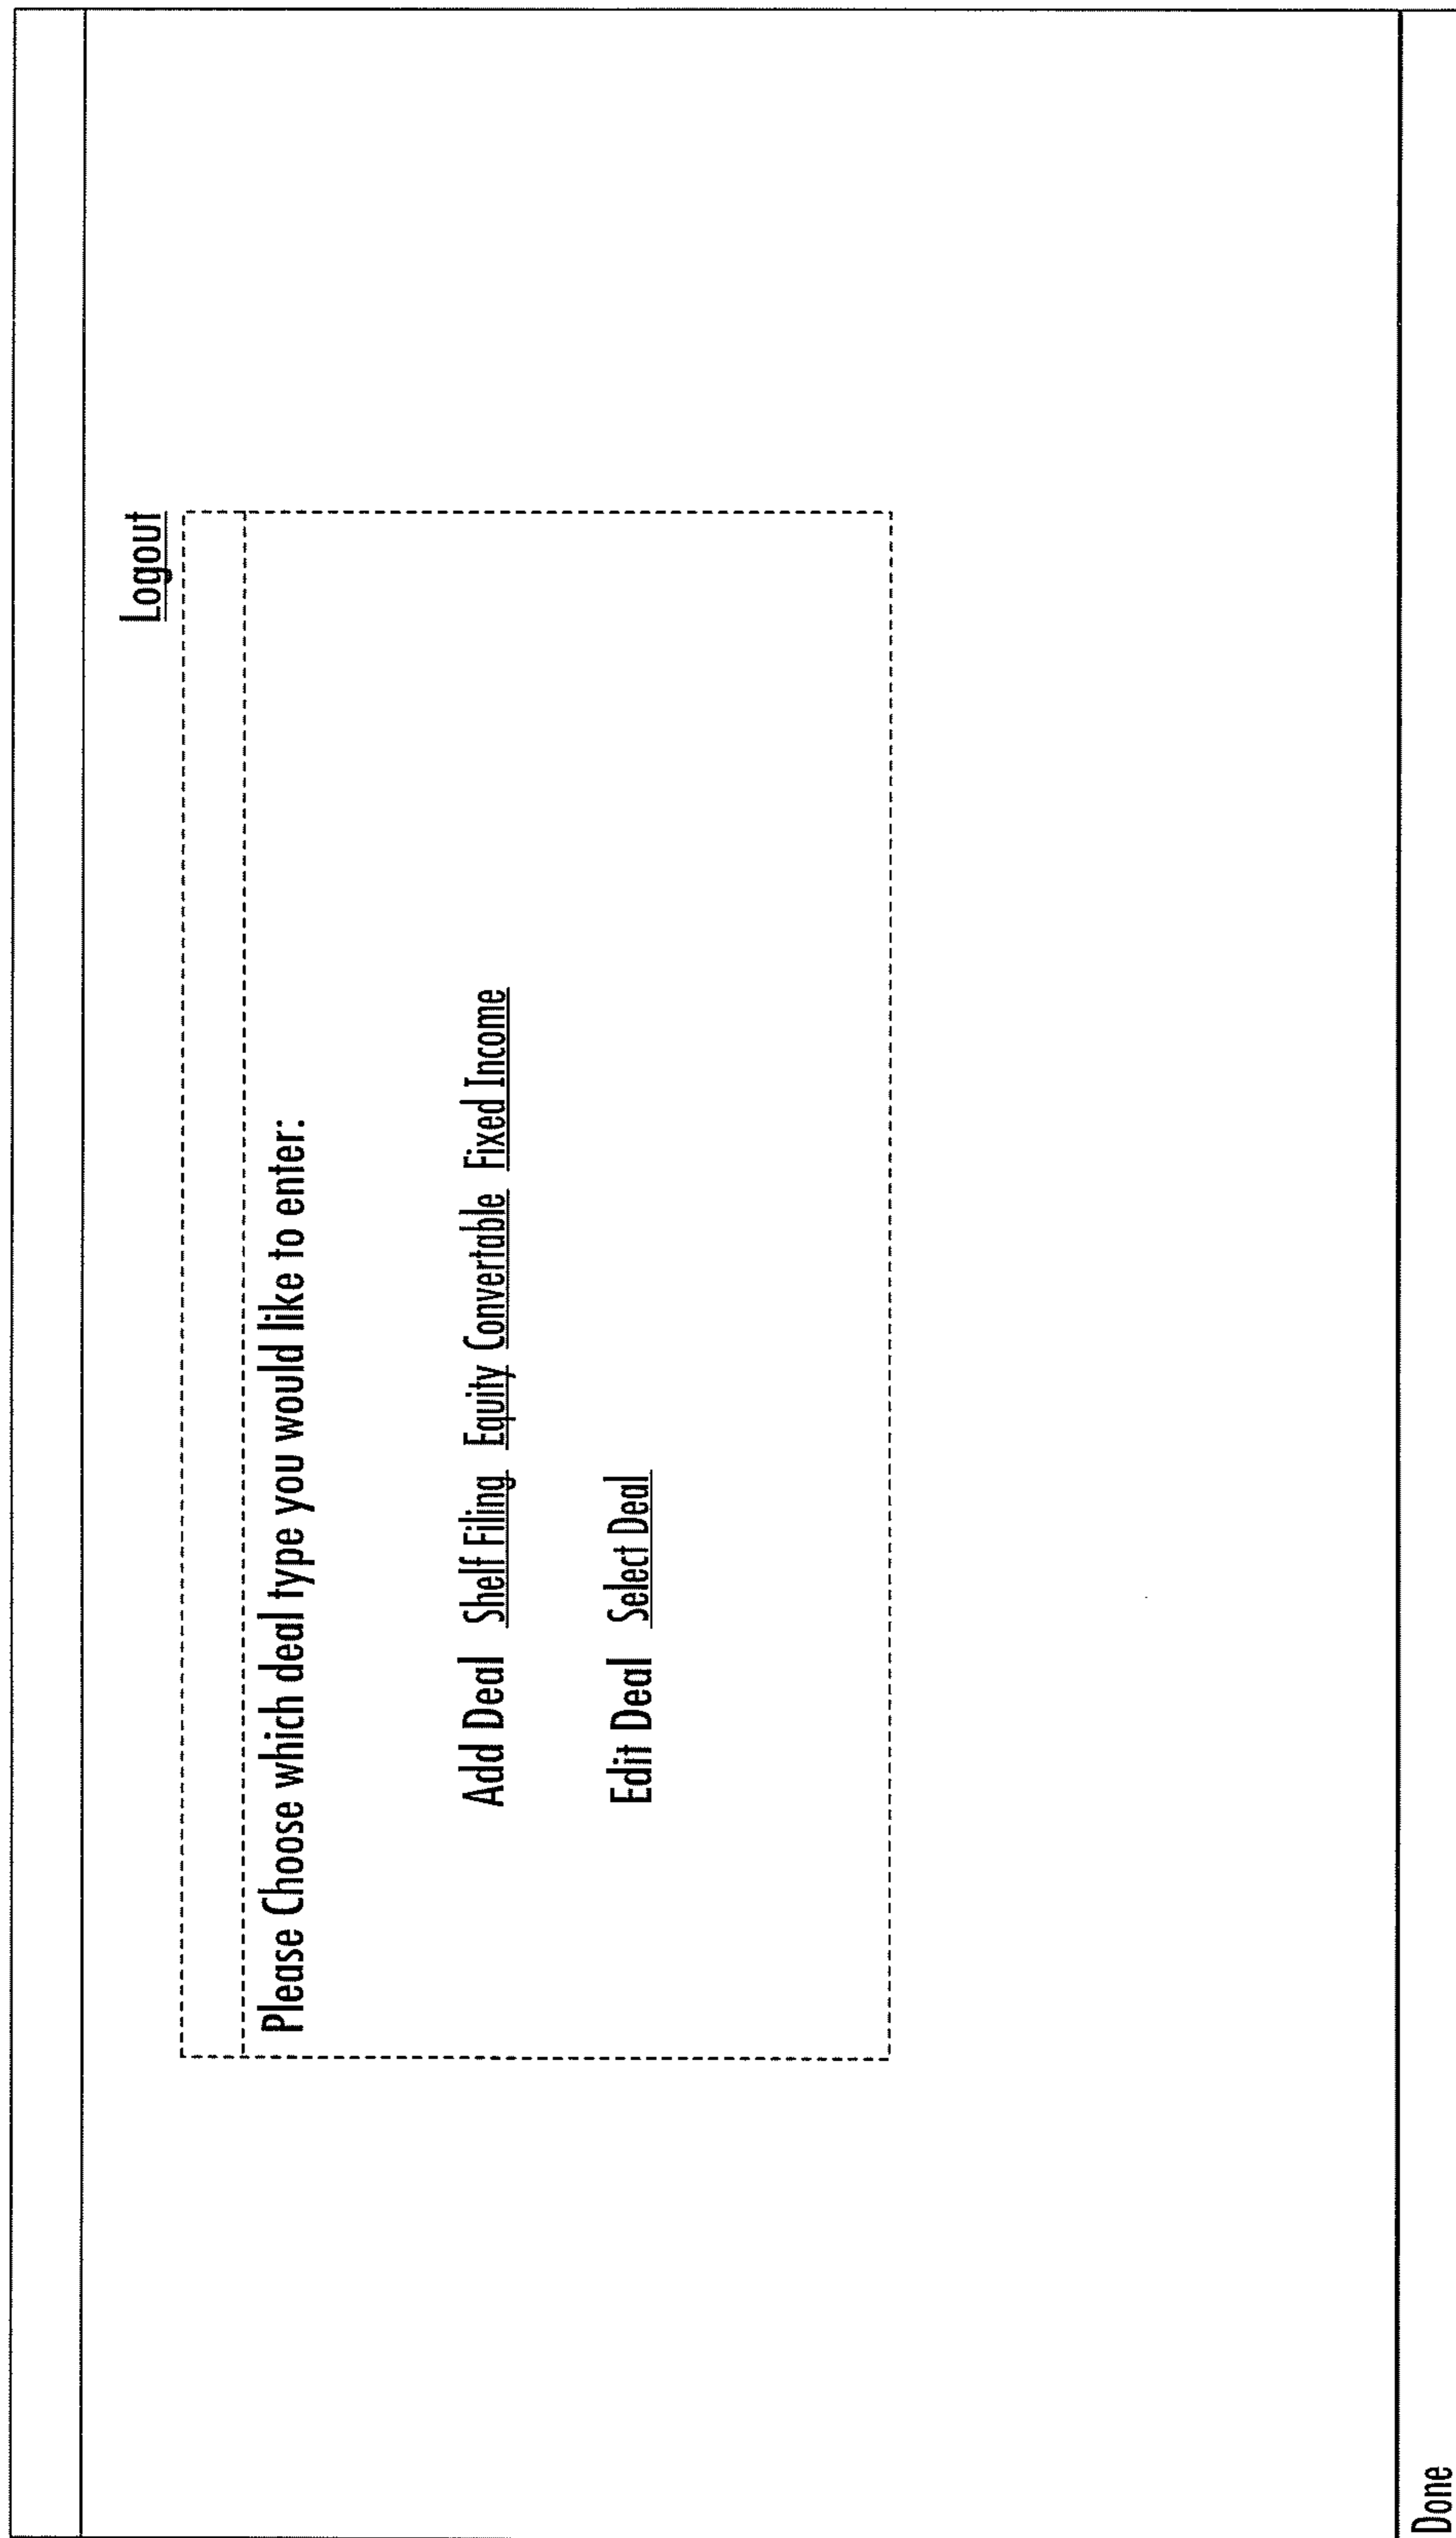 Logout
Please Choose which deal type you would like to enter:
Add Deal Shelf Filing Equity Convertable Fixed Income
Edit Deal Select Deal
Done